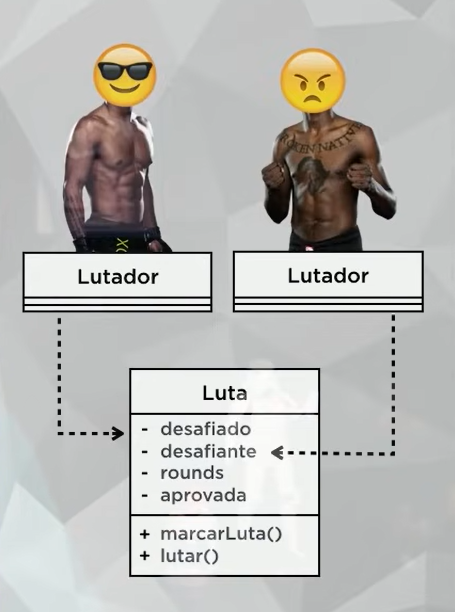 Lutador
Lutador
Luta
- desafiado
- desafiante
- rounds
- aprovada
+ marcarLuta()
+ lutar()